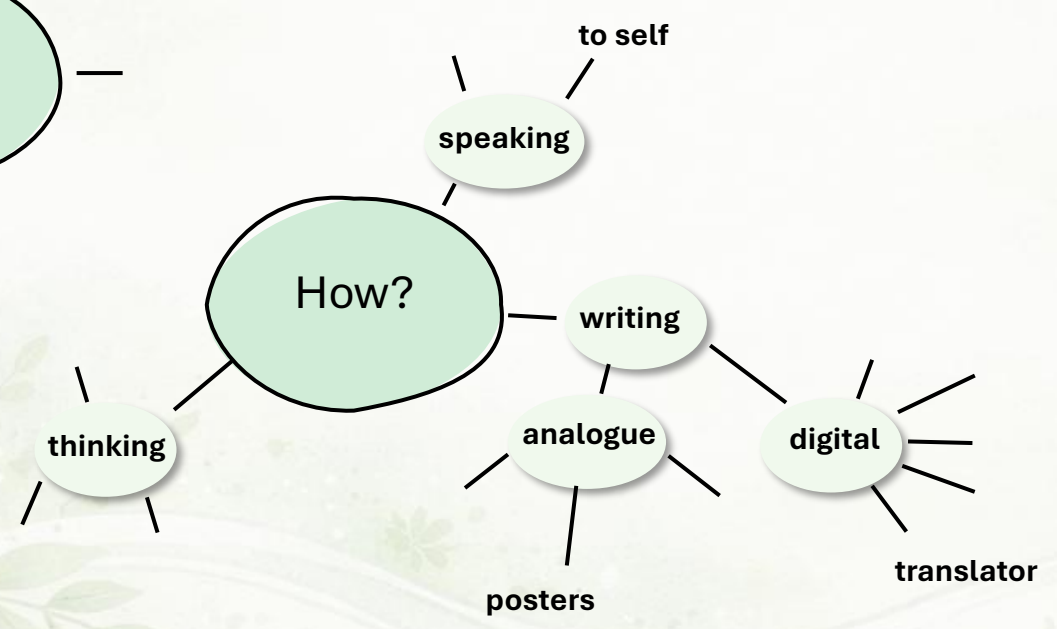 to self
speaking
How?
writing
thinking
analogue
digital
translator
posters